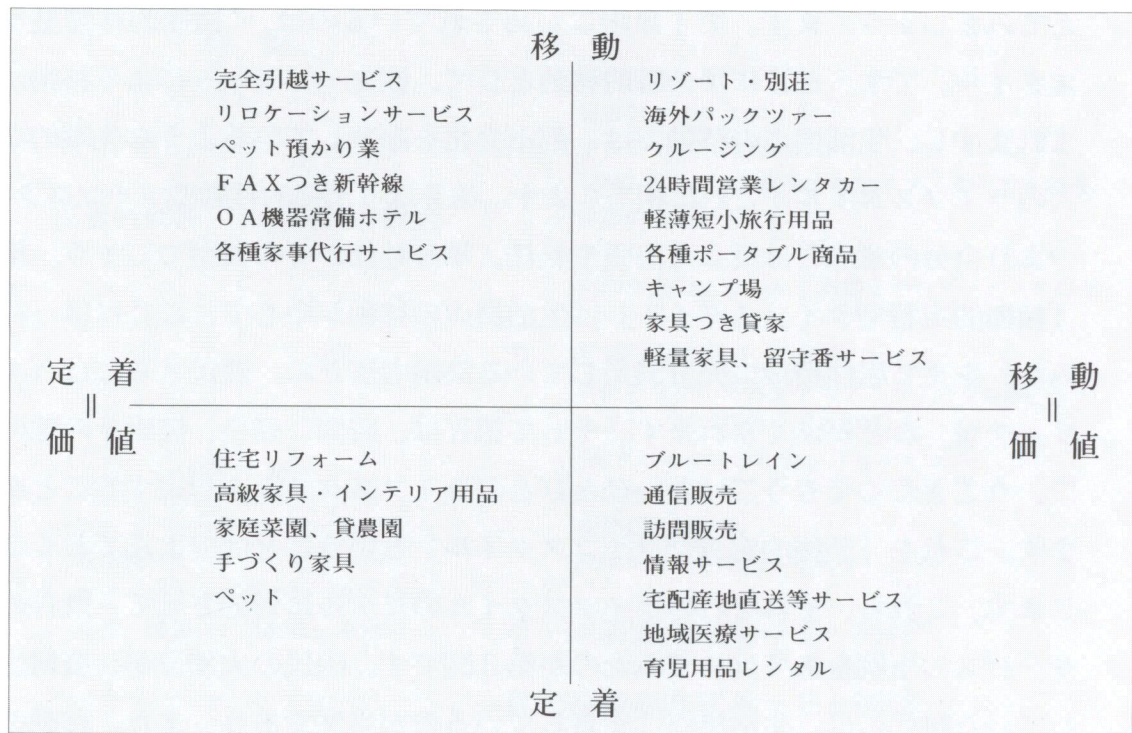 移動
完全引越サービス
リロケーションサービス
ペット預かり業
ＦＡＸつき新幹線
ＯＡ機器常備ホテル
各種家事代行サービス
リゾート・別荘
海外パックツァー
クルージング
24時間営業レンタカー
軽薄短小旅行用品
各種ポータブル商品
キャンプ場
家具つき貸家
軽量家具、留守番サービス
定着
॥
価値
移動
॥
価値
住宅リフォーム
高級家具・インテリア用品
家庭菜園、貸農園
手づくり家具
ペット
ブルートレイン
通信販売
訪問販売
情報サービス
宅配産地直送等サービス
地域医療サービス
育児用品レンタル
定着